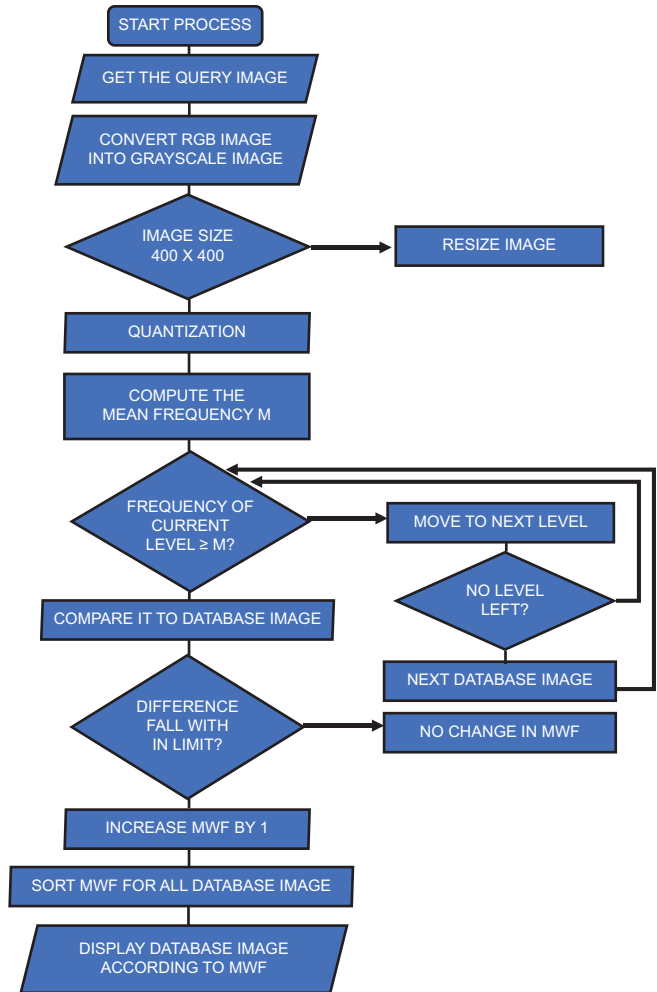 START PROCESS
GET THE QUERY IMAGE
CONVERT RGB IMAGE
INTO GRAYSCALE IMAGE
IMAGE SIZE
400 X 400
RESIZE IMAGE
QUANTIZATION
COMPUTE THE
MEAN FREQUENCY M
FREQUENCY OF
CURRENT
LEVEL ≥ M?
MOVE TO NEXT LEVEL
NO LEVEL
LEFT?
NEXT DATABASE IMAGE
COMPARE IT TO DATABASE IMAGE
DIFFERENCE
FALL WITH
IN LIMIT?
NO CHANGE IN MWF
INCREASE MWF BY 1
SORT MWF FOR ALL DATABASE IMAGE
DISPLAY DATABASE IMAGE
ACCORDING TO MWF